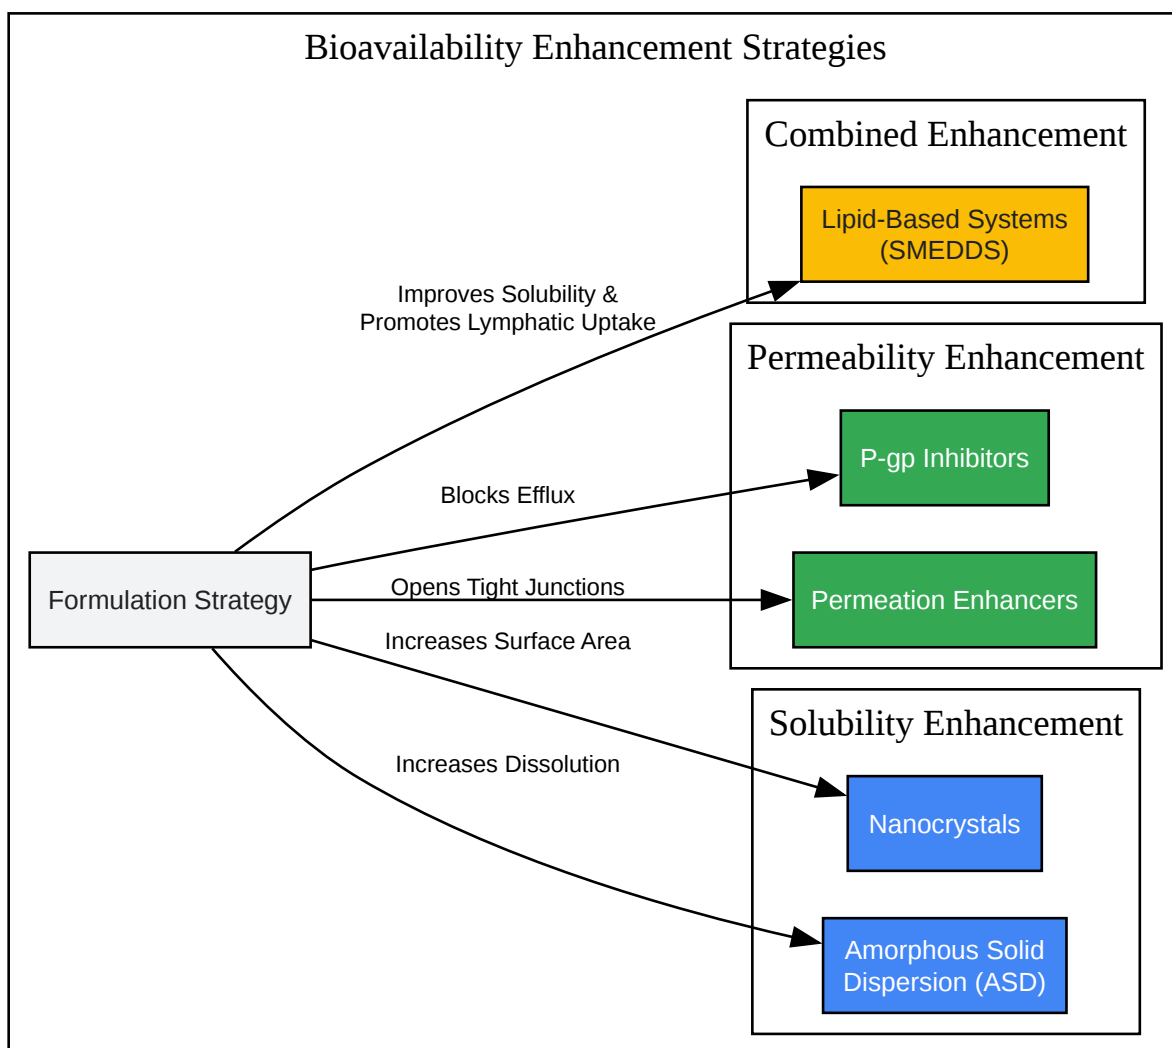 Bioavailability Enhancement Strategies
Combined Enhancement
Lipid-Based Systems
(SMEDDS)
Improves Solubility &
Promotes Lymphatic Uptake
Permeability Enhancement
P-gp Inhibitors
Blocks Efflux
Formulation Strategy
Opens Tight Junctions
Permeation Enhancers
Increases Surface Area
Solubility Enhancement
Increases Dissolution
Nanocrystals
Amorphous Solid
Dispersion (ASD)